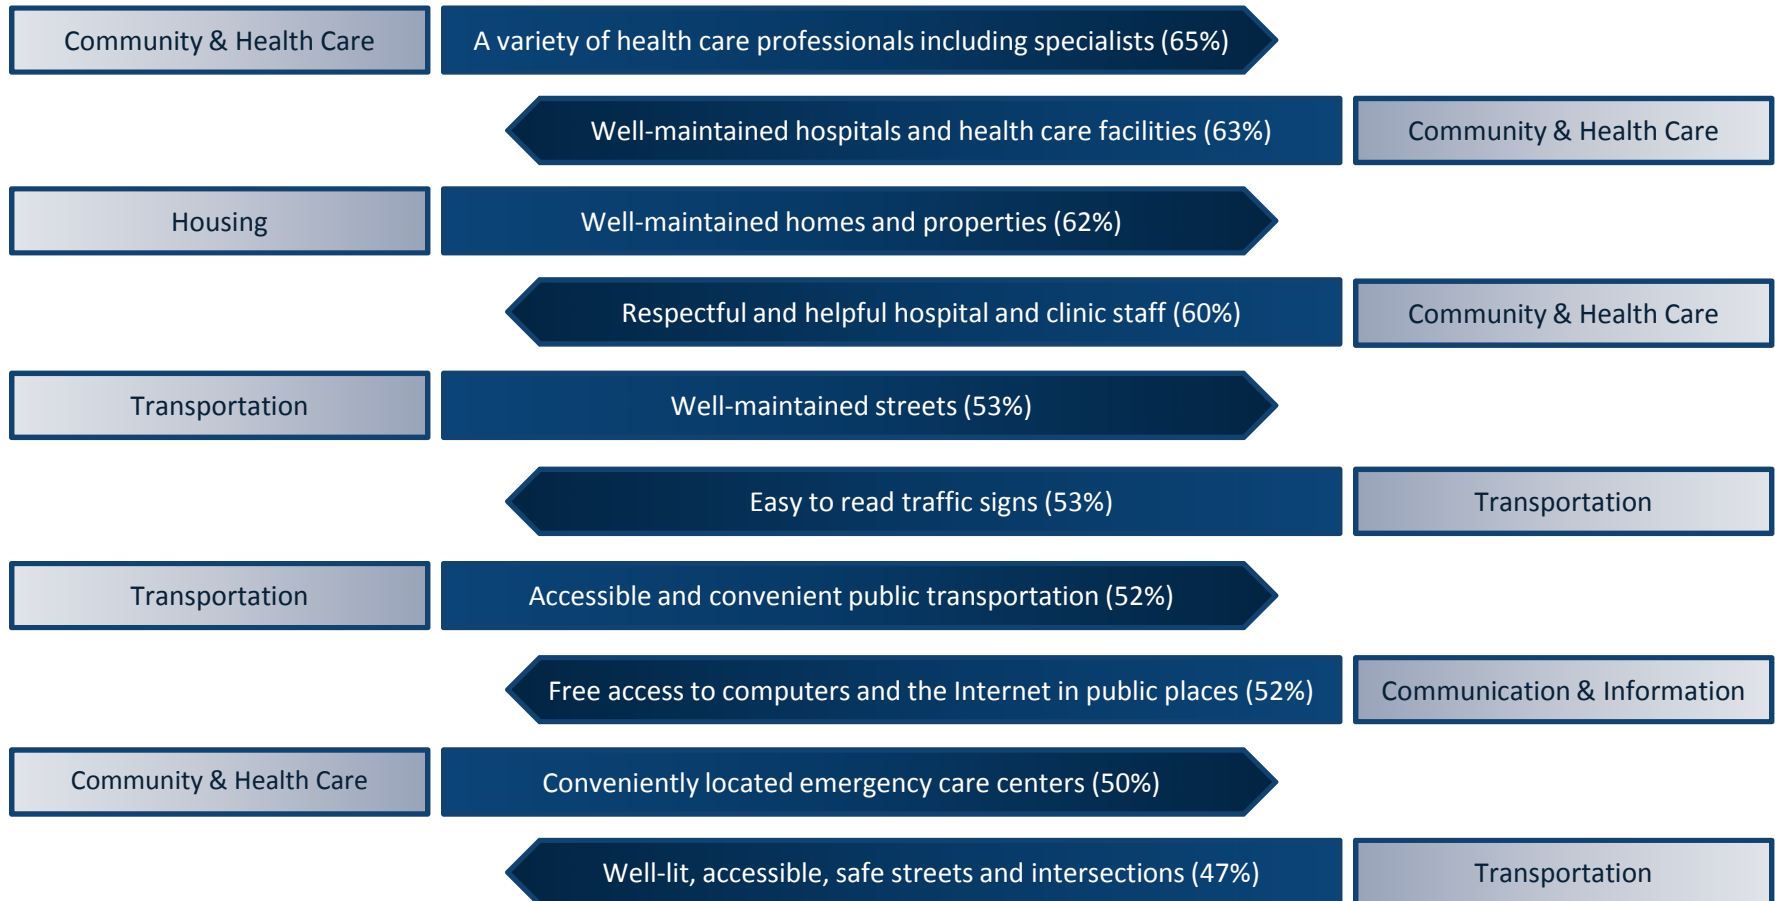 Community & Health Care
A variety of health care professionals including specialists (65%)
Well-maintained hospitals and health care facilities (63%)
Community & Health Care
Housing
Well-maintained homes and properties (62%)
Respectful and helpful hospital and clinic staff (60%)
Community & Health Care
Transportation
Well-maintained streets (53%)
Easy to read traffic signs (53%)
Transportation
Transportation
Accessible and convenient public transportation (52%)
Free access to computers and the Internet in public places (52%)
Communication & Information
Community & Health Care
Conveniently located emergency care centers (50%)
Well-lit, accessible, safe streets and intersections (47%)
Transportation